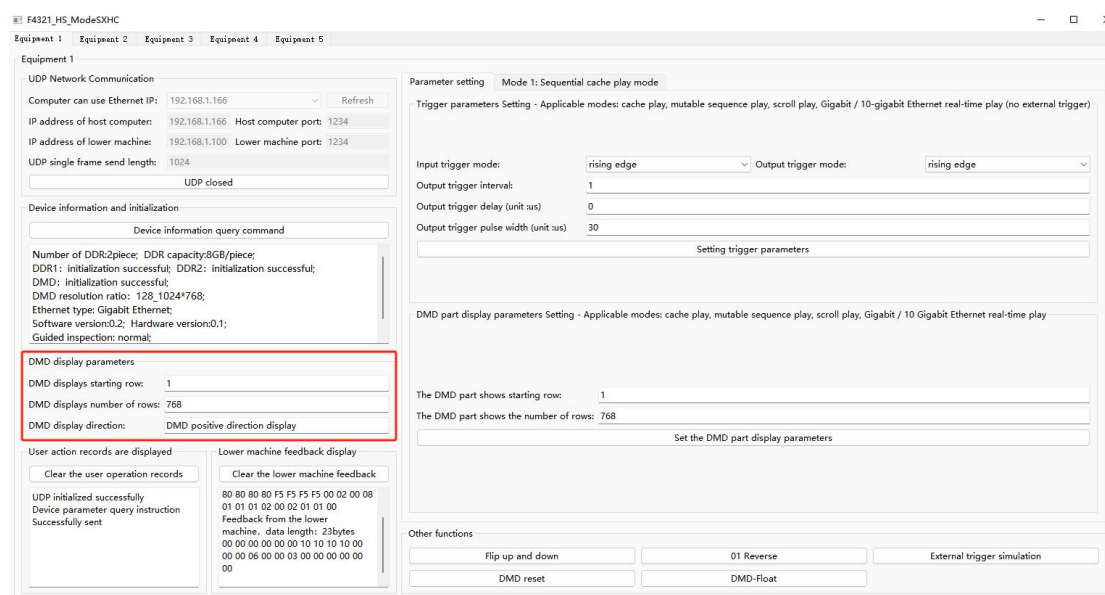 F4321_HS_ModeSXHC
Equipment 1 Equipment 2 Equipment 3 Equipment 4 Equipment 5
Equipment 1
UDP Network Communication
Computer can use Ethernet IP: 192.168.1.166 Refresh
IP address of host computer: 192.168.1.166 Host computer port: 1234
IP address of lower machine: 192.168.1.100 Lower machine port: 1234
UDP single frame send length: 1024
UDP closed
Device information and initialization
Device information query command
Number of DDR:2piece; DDR capacity:8GB/piece;
DDR1: initialization successful; DDR2: initialization successful;
DMD: initialization successful;
DMD resolution ratio: 128_1024*768;
Ethernet type: Gigabit Ethernet;
Software version:0.2; Hardware version:0.1;
Guided inspection: normal;
DMD display parameters
DMD displays starting row: 1
DMD displays number of rows: 768
DMD display direction: DMD positive direction display
User action records are displayed
Clear the user operation records
UDP initialized successfully
Device parameter query instruction
Successfully sent
Lower machine feedback display
Clear the lower machine feedback
80 80 80 80 F5 F5 F5 F5 00 02 00 08
01 01 01 02 00 02 01 01 00
Feedback from the lower
machine, data length: 23bytes
00 00 00 00 00 00 10 10 10 10 00
00 00 06 00 00 03 00 00 00 00 00
00
Parameter setting Mode 1: Sequential cache play mode
Trigger parameters Setting - Applicable modes: cache play, mutable sequence play, scroll play, Gigabit / 10-gigabit Ethernet real-time play (no external trigger)
Input trigger mode: rising edge Output trigger mode: rising edge
Output trigger interval: 1
Output trigger delay (unit :us) 0
Output trigger pulse width (unit :us) 30
Setting trigger parameters
DMD part display parameters Setting - Applicable modes: cache play, mutable sequence play, scroll play, Gigabit / 10 Gigabit Ethernet real-time play
The DMD part shows starting row: 1
The DMD part shows the number of rows: 768
Set the DMD part display parameters
Other functions
Flip up and down 01 Reverse External trigger simulation
DMD reset DMD-Float